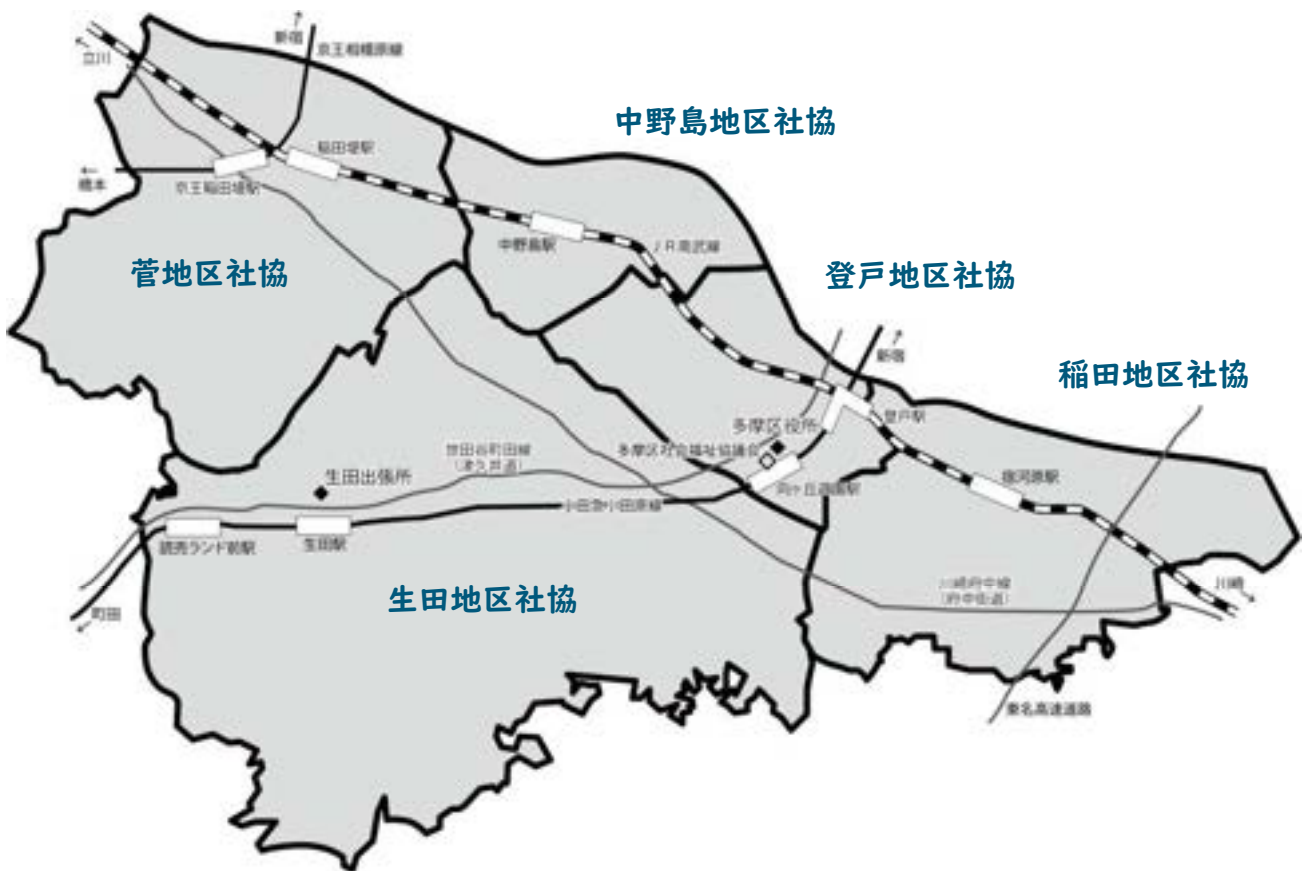 新宿
京王相模原線
立川
中野島地区社協
稲田堤駅
橋本
京王稲田堤駅
中野島駅
JR南武線
菅地区社協
登戸地区社協
新宿
稲田地区社協
登戸駅
多摩区役所
世田谷町田線
(津久井道)
多摩区社会福祉協議会
生田出張所
向ヶ丘遊園駅
宿河原駅
小田急小田原線
読売ランド前駅
生田駅
川崎府中線
(府中街道)
川崎
生田地区社協
町田
東名高速道路